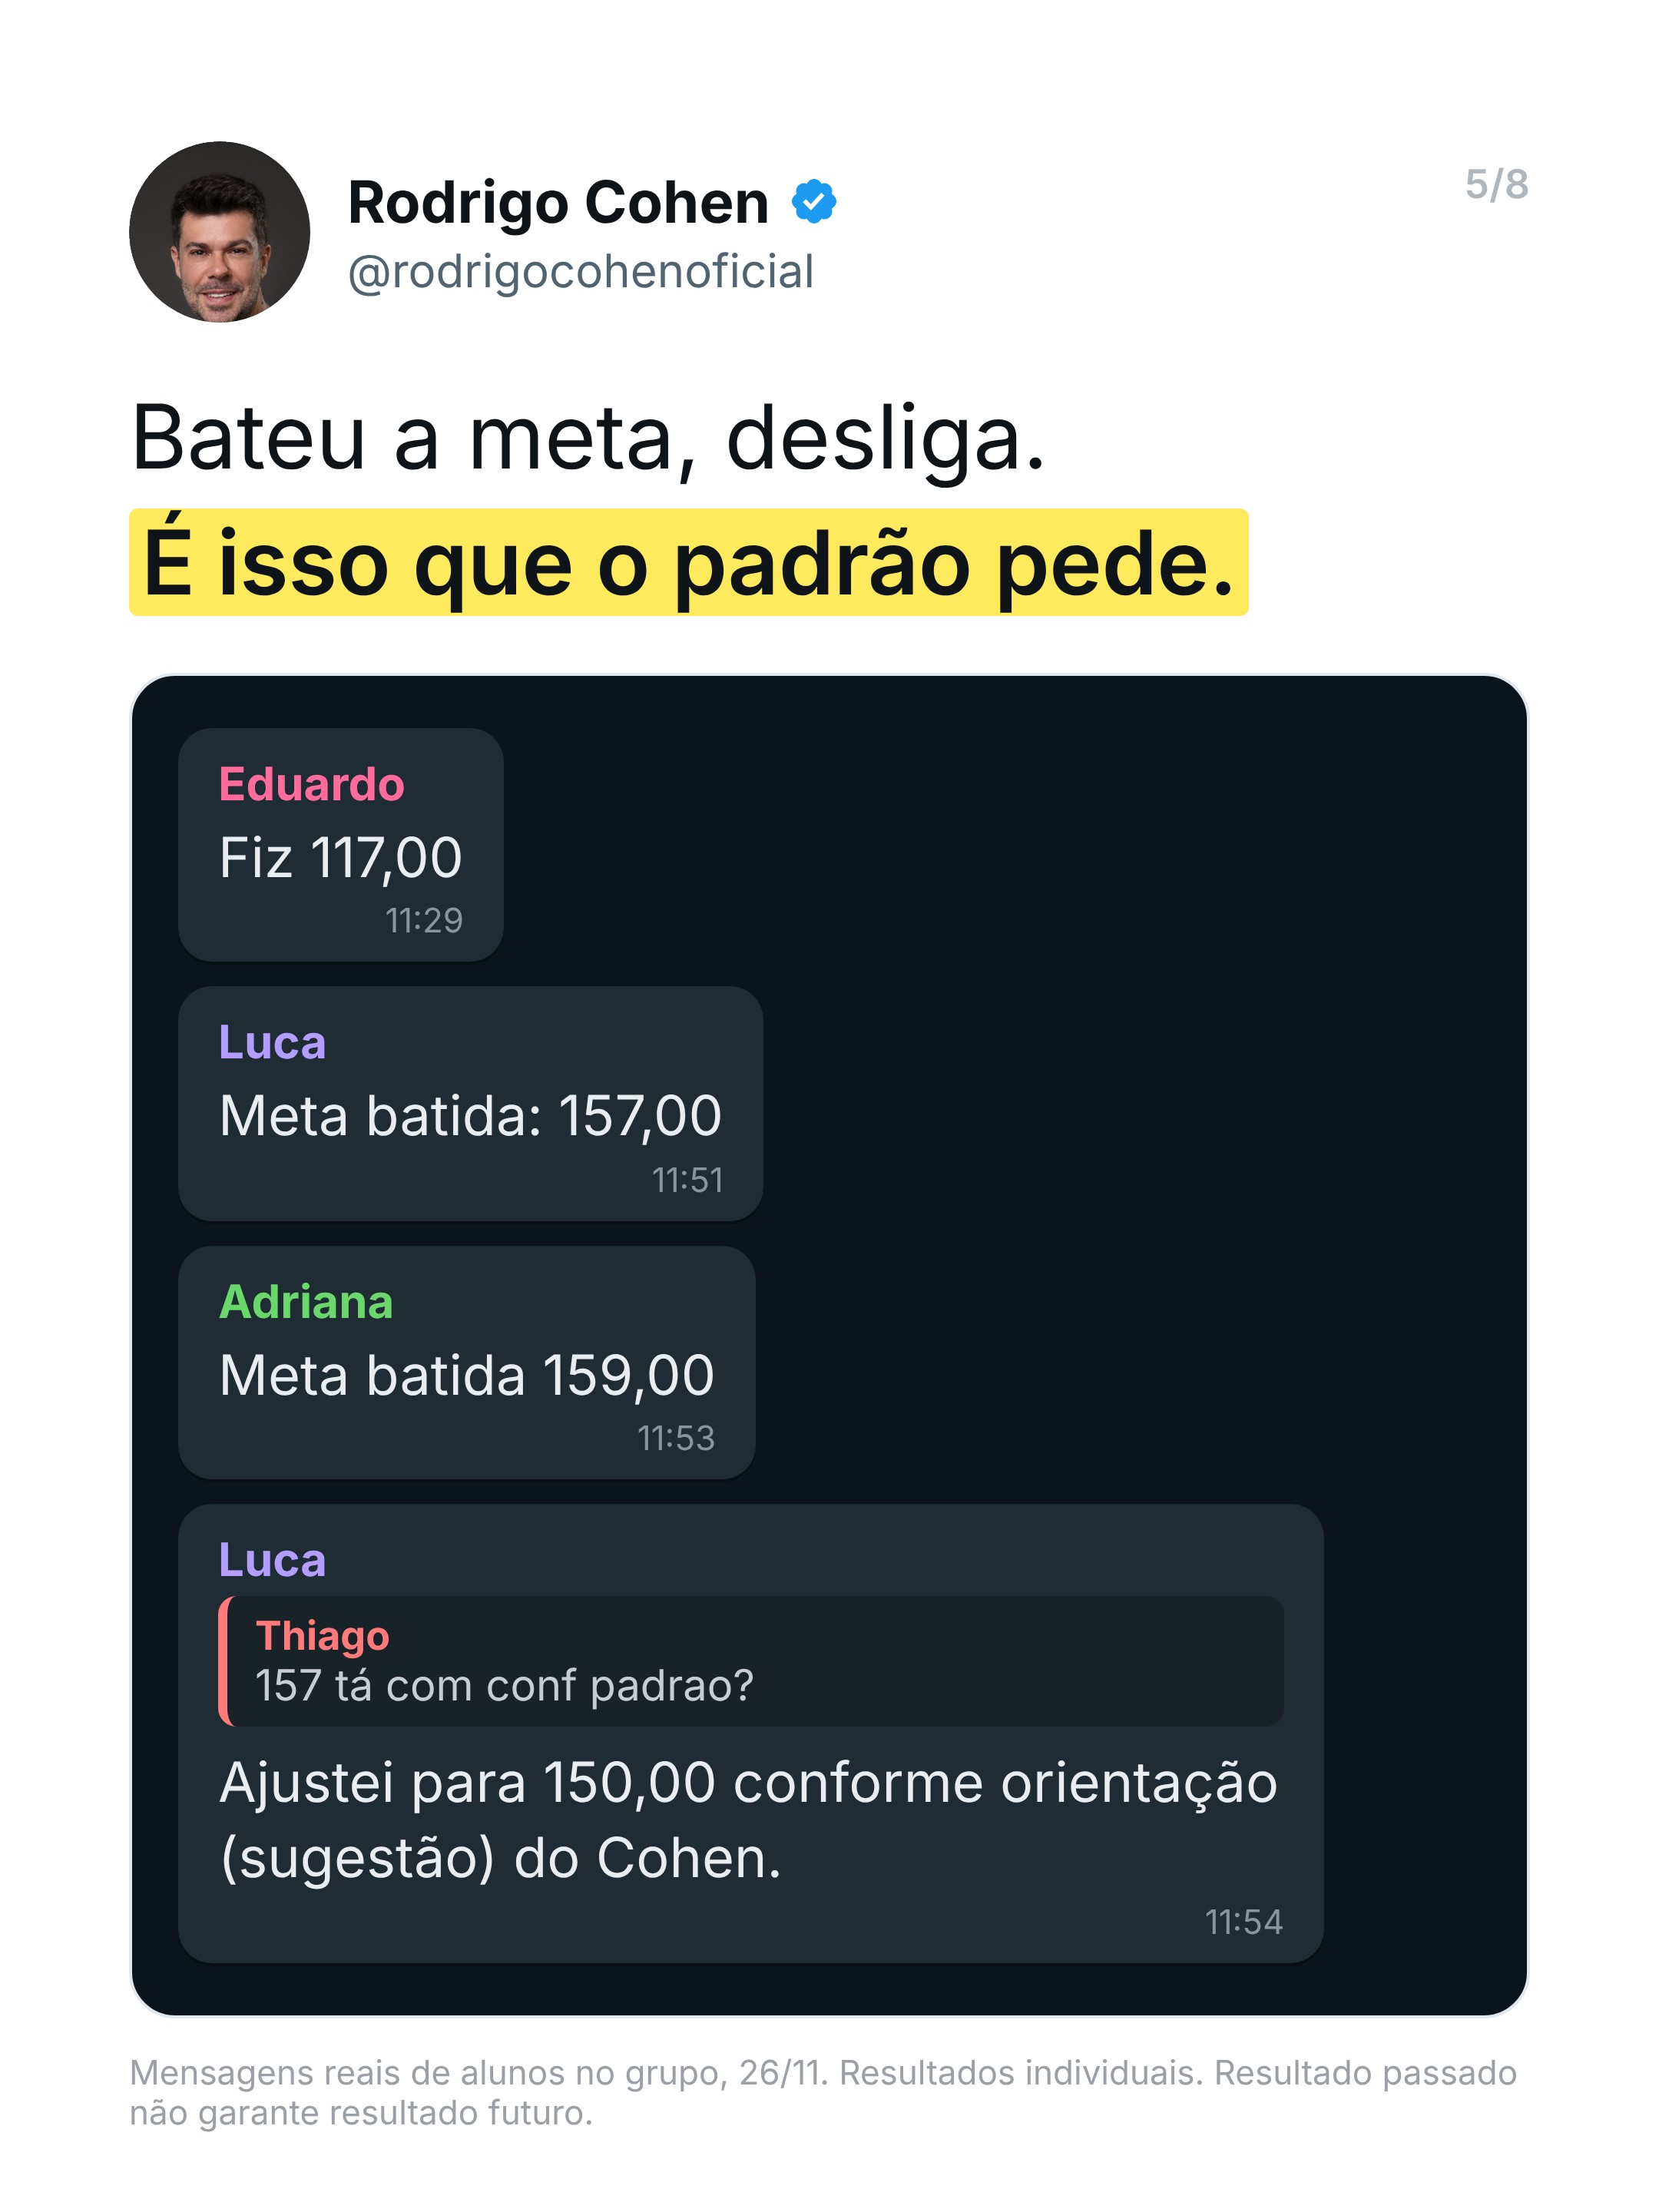 Rodrigo Cohen
5/8
@rodrigocohenoficial
Bateu a meta, desliga.
É isso que o padrão pede.
Eduardo
Fiz 117,00
11:29
Luca
Meta batida: 157,00
11:51
Adriana
Meta batida 159,00
11:53
Luca
Thiago
157 tá com conf padrao?
Ajustei para 150,00 conforme orientação
(sugestão) do Cohen.
11:54
Mensagens reais de alunos no grupo, 26/11. Resultados individuais. Resultado passado
não garante resultado futuro.